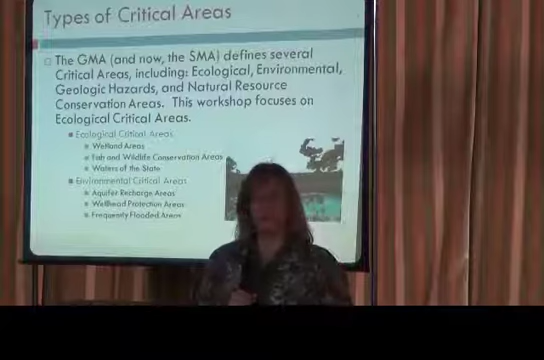 Types of Critical Areas
The GMA (and now, the SMA) defines several
Critical Areas, including: Ecological, Environmental,
Geologic Hazards, and Natural Resource
Conservation Areas. This workshop focuses on
Ecological Critical Areas.
Ecological Critical Areas
Wetland Areas
Fish and Wildlife Conservation Areas
Waters of the State
Environmental Critical Areas
Aquifer Recharge Areas
Wellhead Protection Areas
Frequently Flooded Areas